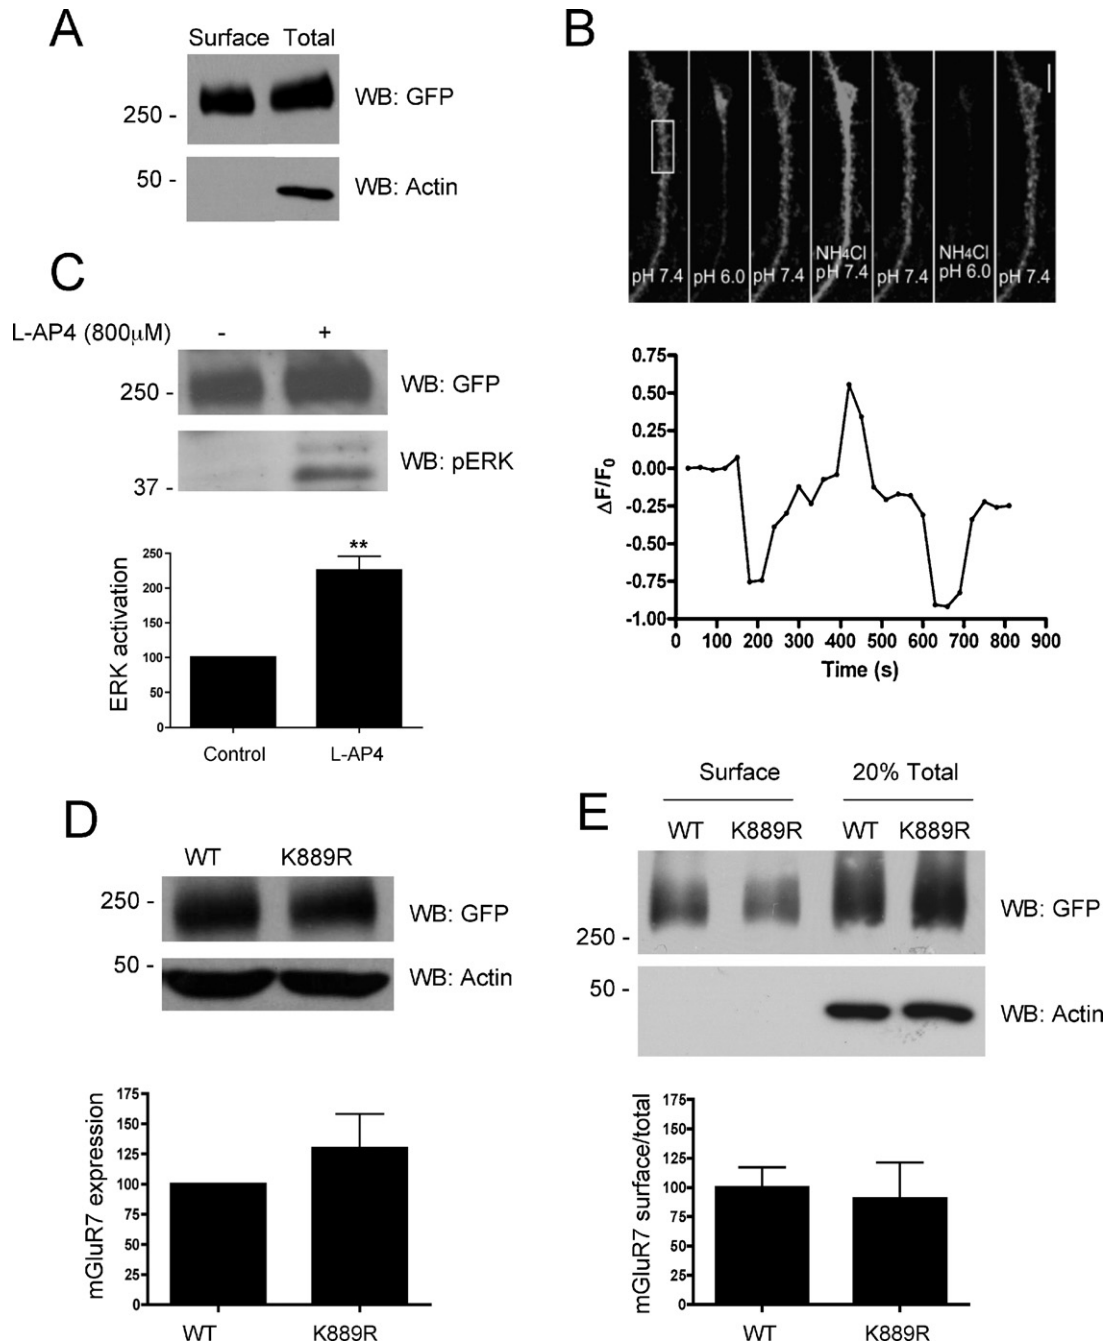 A
Surface Total
250 -
WB: GFP
50 -
WB: Actin
B
pH 7.4
pH 6.0
pH 7.4
NH4Cl
pH 7.4
pH 7.4
NH4Cl
pH 6.0
pH 7.4
0.75
0.50
0.25
0.00
-0.25
-0.50
-0.75
-1.00
ΔF/F0
0 100 200 300 400 500 600 700 800 900
Time (s)
C
L-AP4 (800μM) - +
250 -
WB: GFP
WB: pERK
37 -
**
250
200
150
100
50
0
ERK activation
Control L-AP4
D
WT K889R
250 -
WB: GFP
50 -
WB: Actin
175
150
125
100
75
50
25
0
mGluR7 expression
WT K889R
E
Surface 20% Total
WT K889R WT K889R
WB: GFP
250 -
50 -
WB: Actin
175
150
125
100
75
50
25
0
mGluR7 surface/total
WT K889R